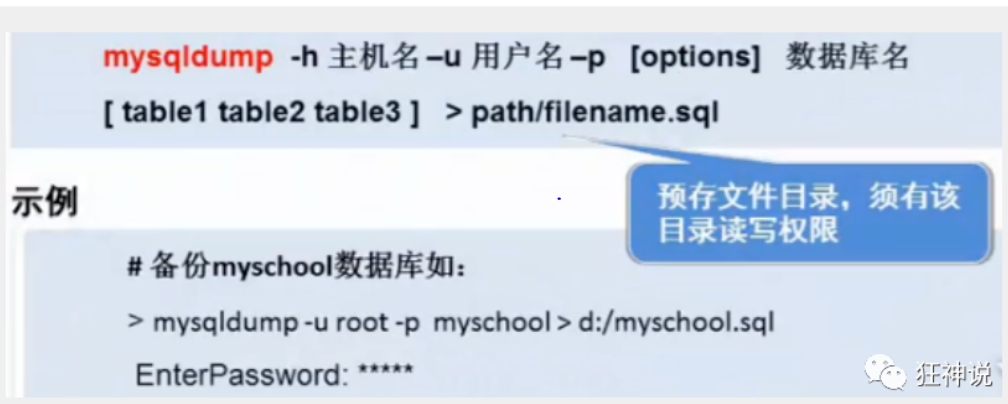 mysqldump -h 主机名 –u 用户名 –p [options] 数据库名
[ table1 table2 table3 ] > path/filename.sql
预存文件目录，须有该
目录读写权限
示例
# 备份myschool数据库如：
> mysqldump -u root -p myschool > d:/myschool.sql
EnterPassword: *****
狂神说